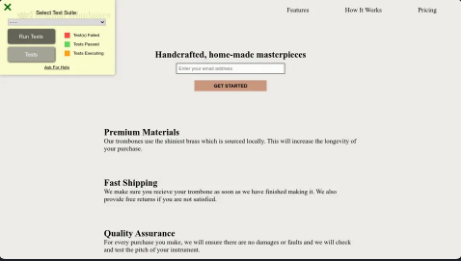 Select Test Suite:
Run Tests
Tests
Test(s) Failed
Tests Passed
Tests Executing
Ask For Help
Features
How It Works
Pricing
Handcrafted, home-made masterpieces
Enter your email address
GET STARTED
Premium Materials
Our trombones use the shiniest brass which is sourced locally. This will increase the longevity of
your purchase.
Fast Shipping
We make sure you recieve your trombone as soon as we have finished making it. We also
provide free returns if you are not satisfied.
Quality Assurance
For every purchase you make, we will ensure there are no damages or faults and we will check
and test the pitch of your instrument.